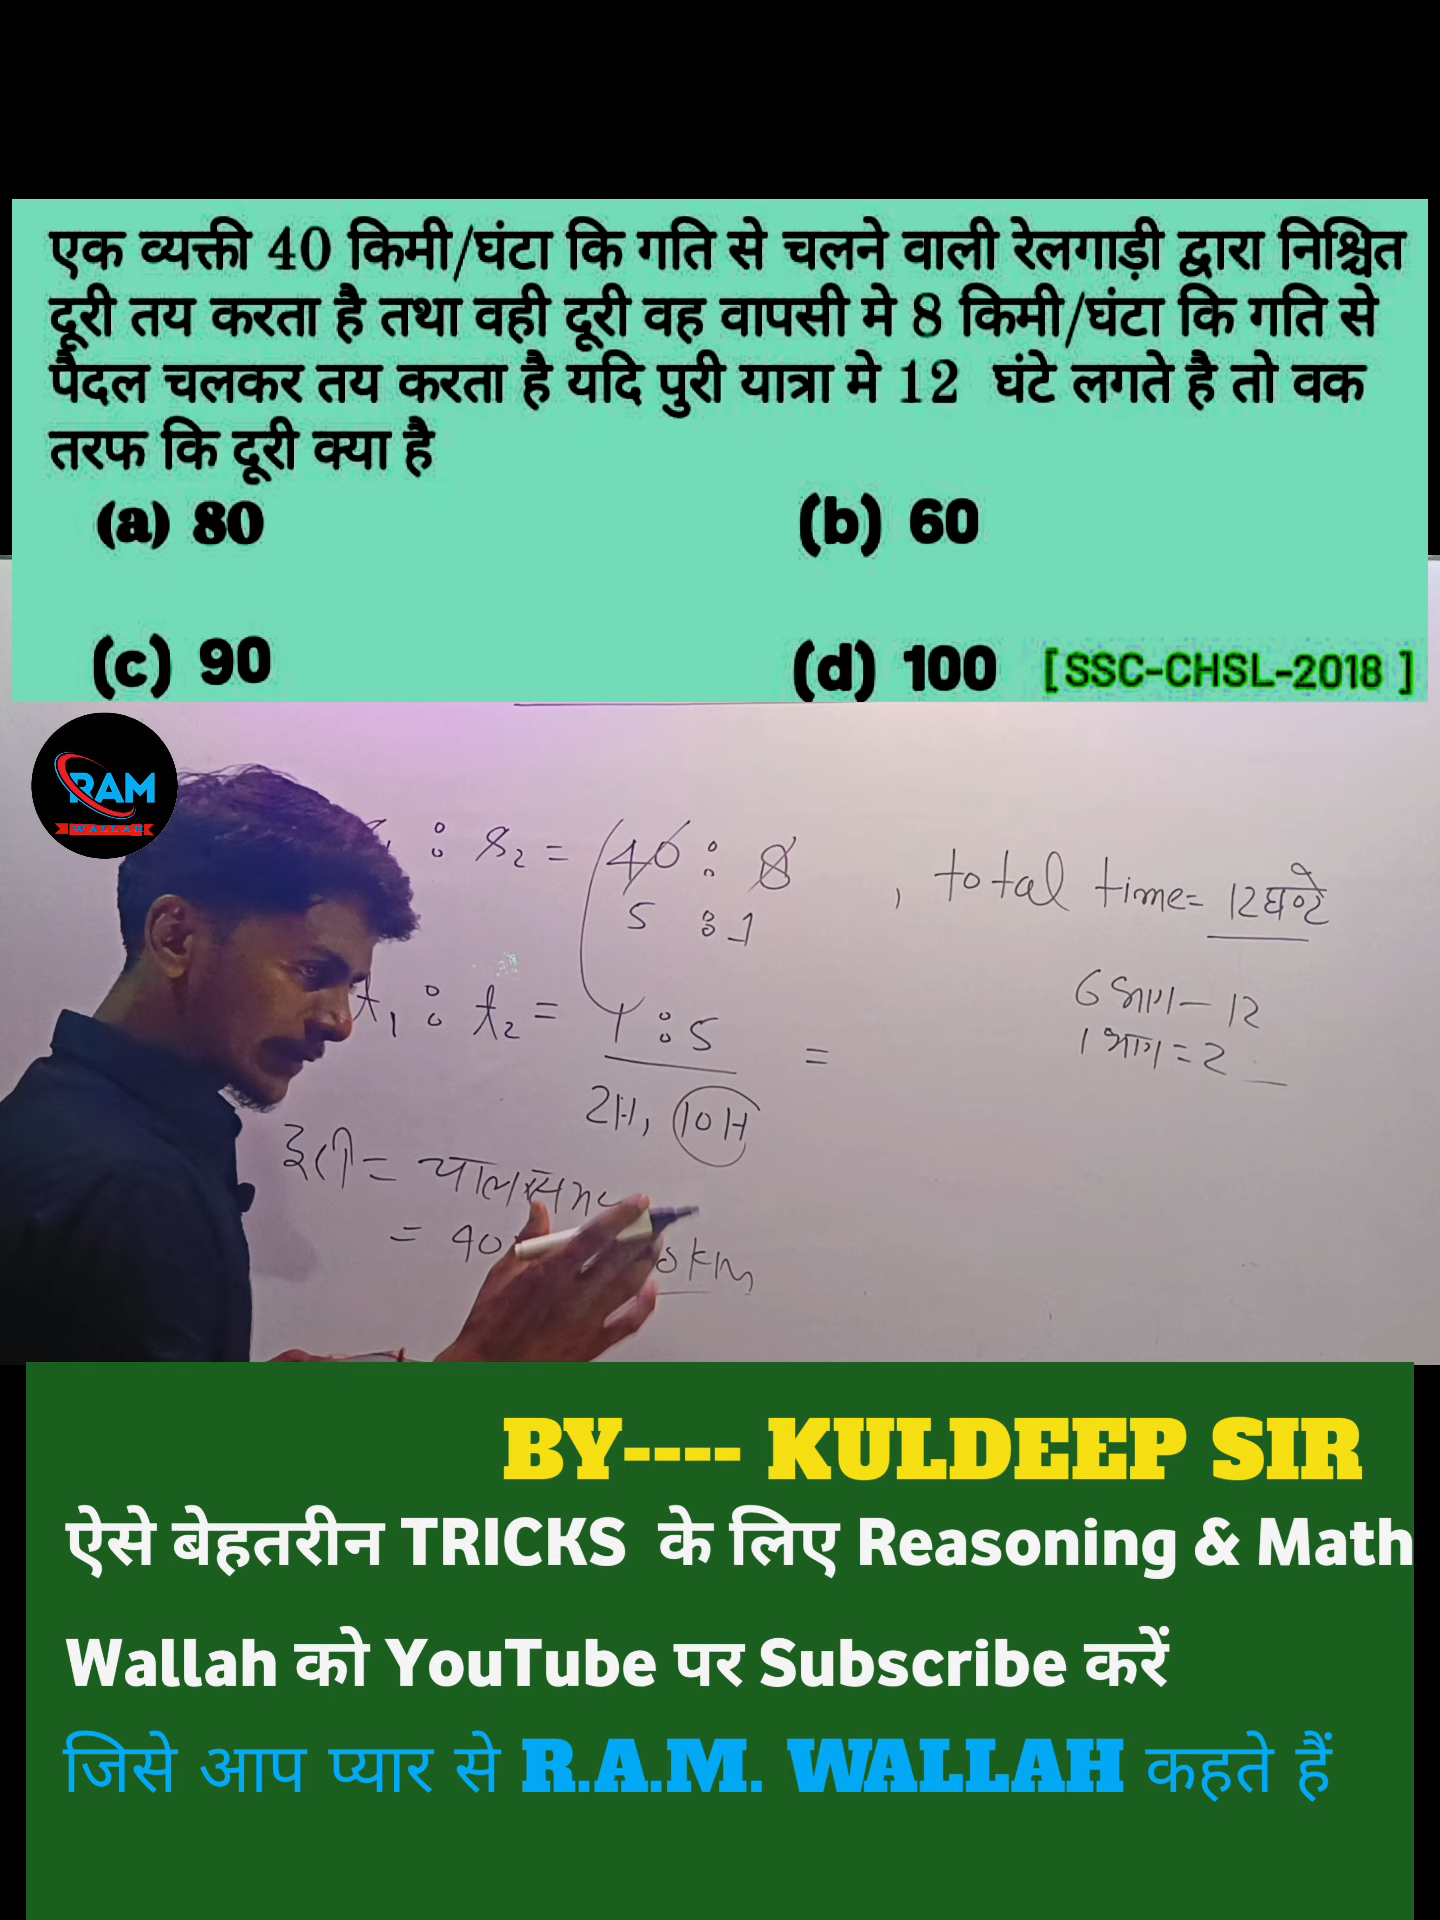 एक व्यक्ती 40 किमी/घंटा कि गति से चलने वाली रेलगाड़ी द्वारा निश्चित
दूरी तय करता है तथा वही दूरी वह वापसी मे 8 किमी/घंटा कि गति से
पैदल चलकर तय करता है यदि पुरी यात्रा मे 12 घंटे लगते है तो वक
तरफ कि दूरी क्या है
(a) 80
(b) 60
(c) 90
(d) 100 [SSC-CHSL-2018 ]
RAM
WALLAH
: s₂ = 40 : 8 , total time= 12घण्टे
5 : 1
6 भाग – 12
t₁ : t₂ = 1 : 5 =
1 भाग = 2
2H, 10H
दूरी = चाल×समय
= 40 0km
BY---- KULDEEP SIR
ऐसे बेहतरीन TRICKS के लिए Reasoning & Math
Wallah को YouTube पर Subscribe करें
जिसे आप प्यार से R.A.M. WALLAH कहते हैं